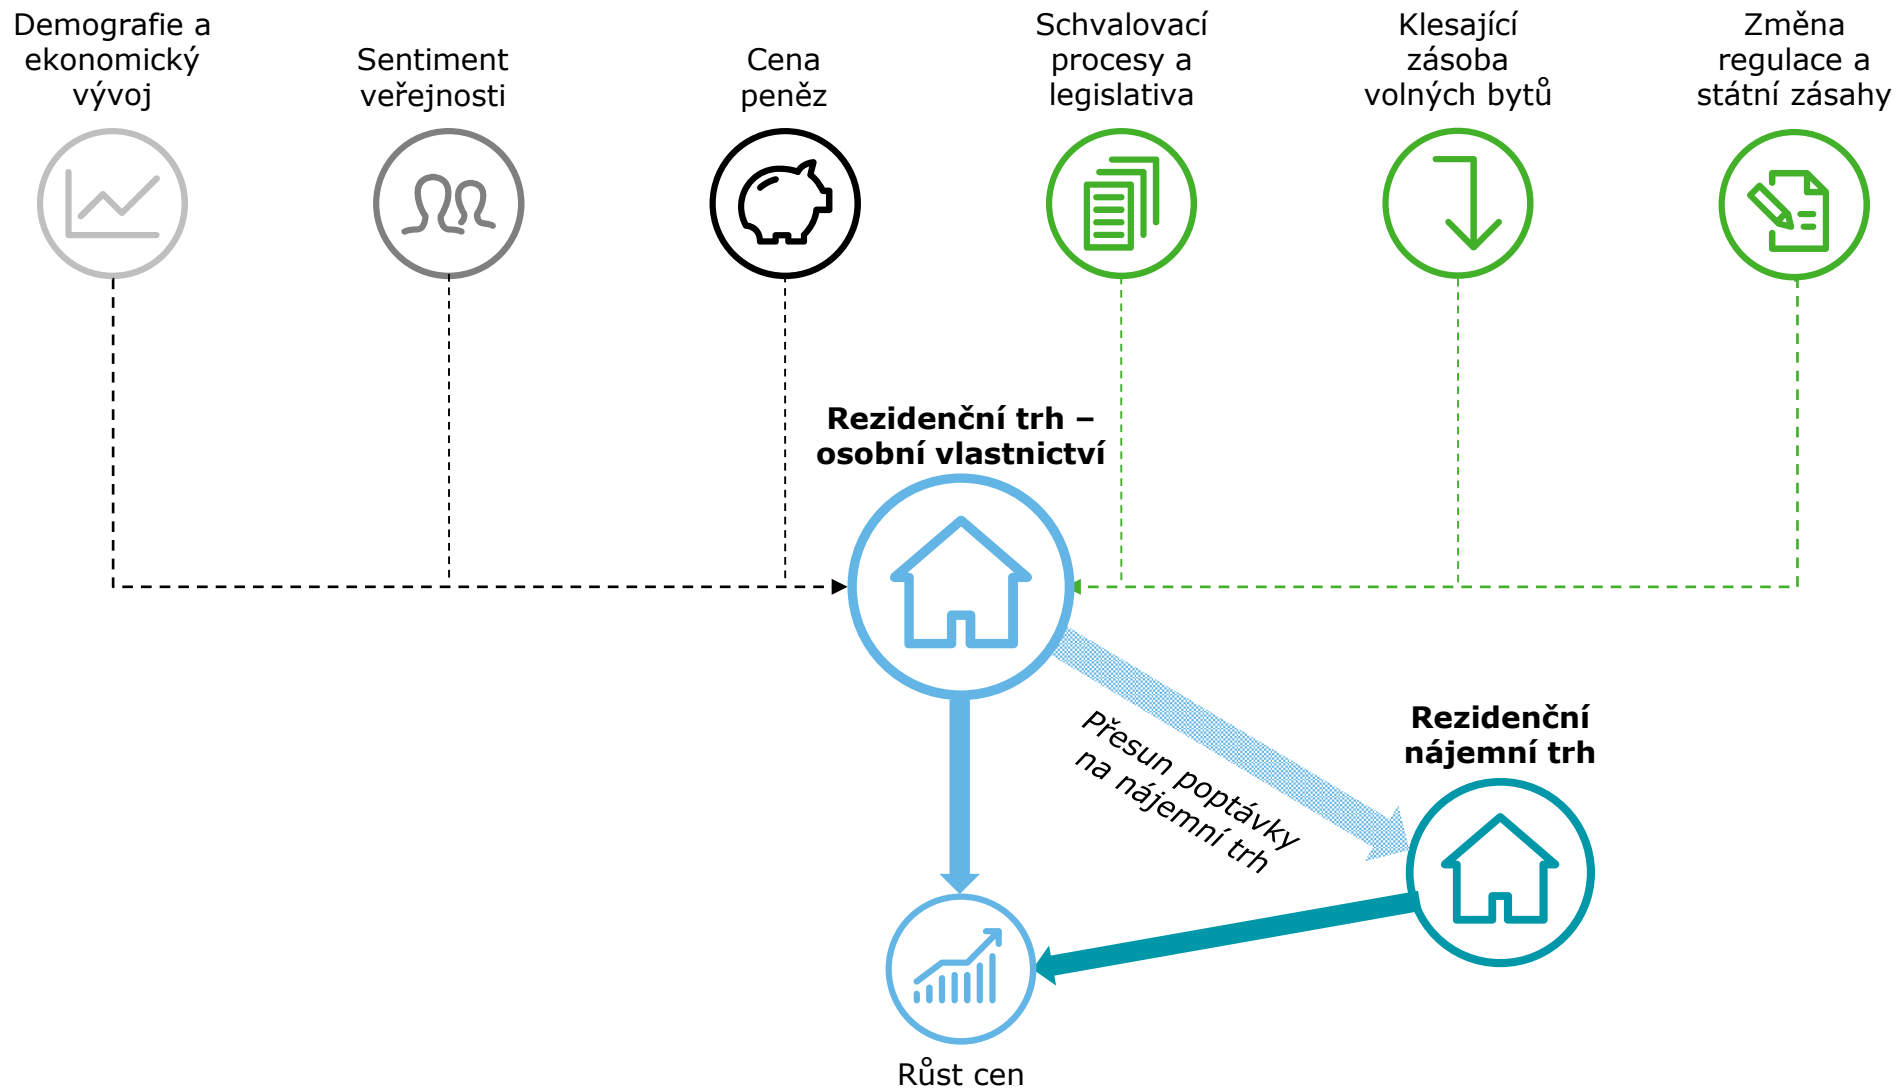 Demografie a
ekonomický
vývoj
Sentiment
veřejnosti
Cena
peněz
Schvalovací
procesy a
legislativa
Klesající
zásoba
volných bytů
Změna
regulace a
státní zásahy
Rezidenční trh –
osobní vlastnictví
Přesun poptávky
na nájemní trh
Rezidenční
nájemní trh
Růst cen